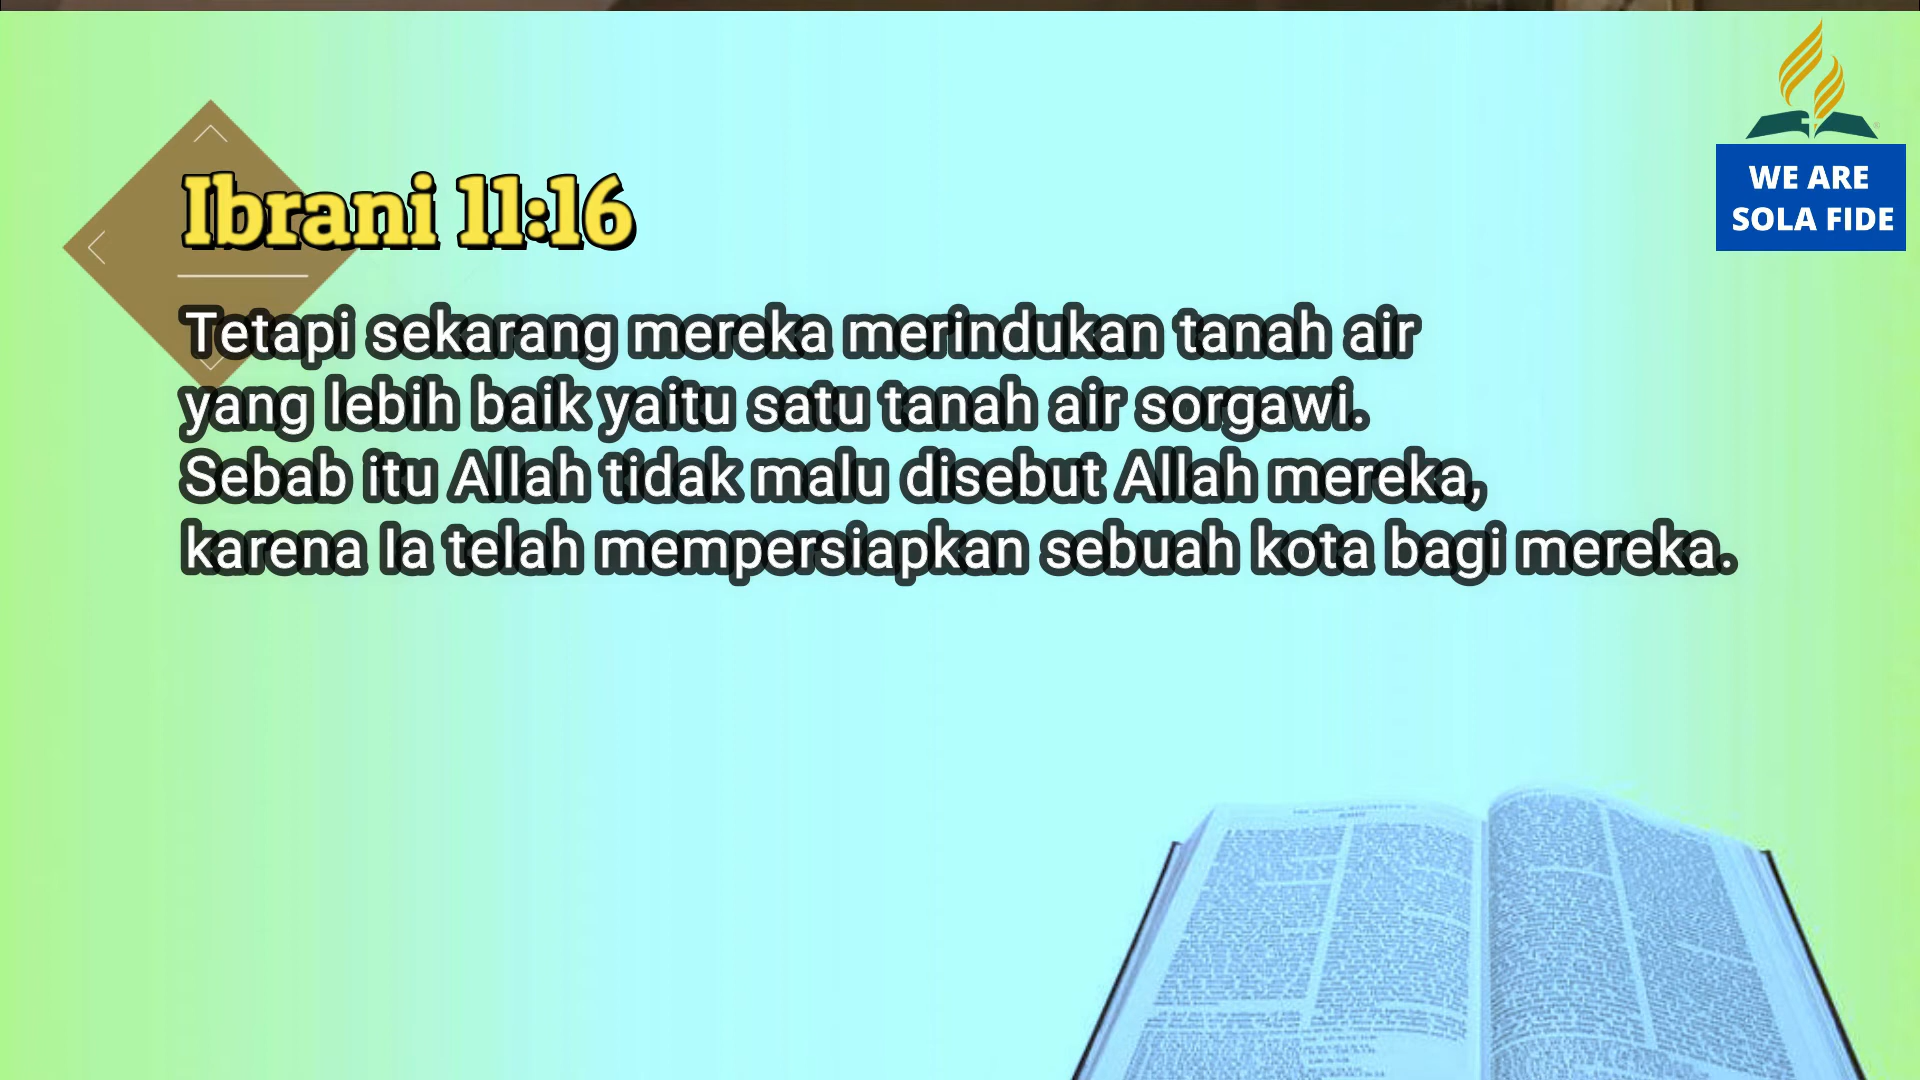 Ibrani 11:16
Tetapi sekarang mereka merindukan tanah air
yang lebih baik yaitu satu tanah air sorgawi.
Sebab itu Allah tidak malu disebut Allah mereka,
karena Ia telah mempersiapkan sebuah kota bagi mereka.
WE ARE
SOLA FIDE